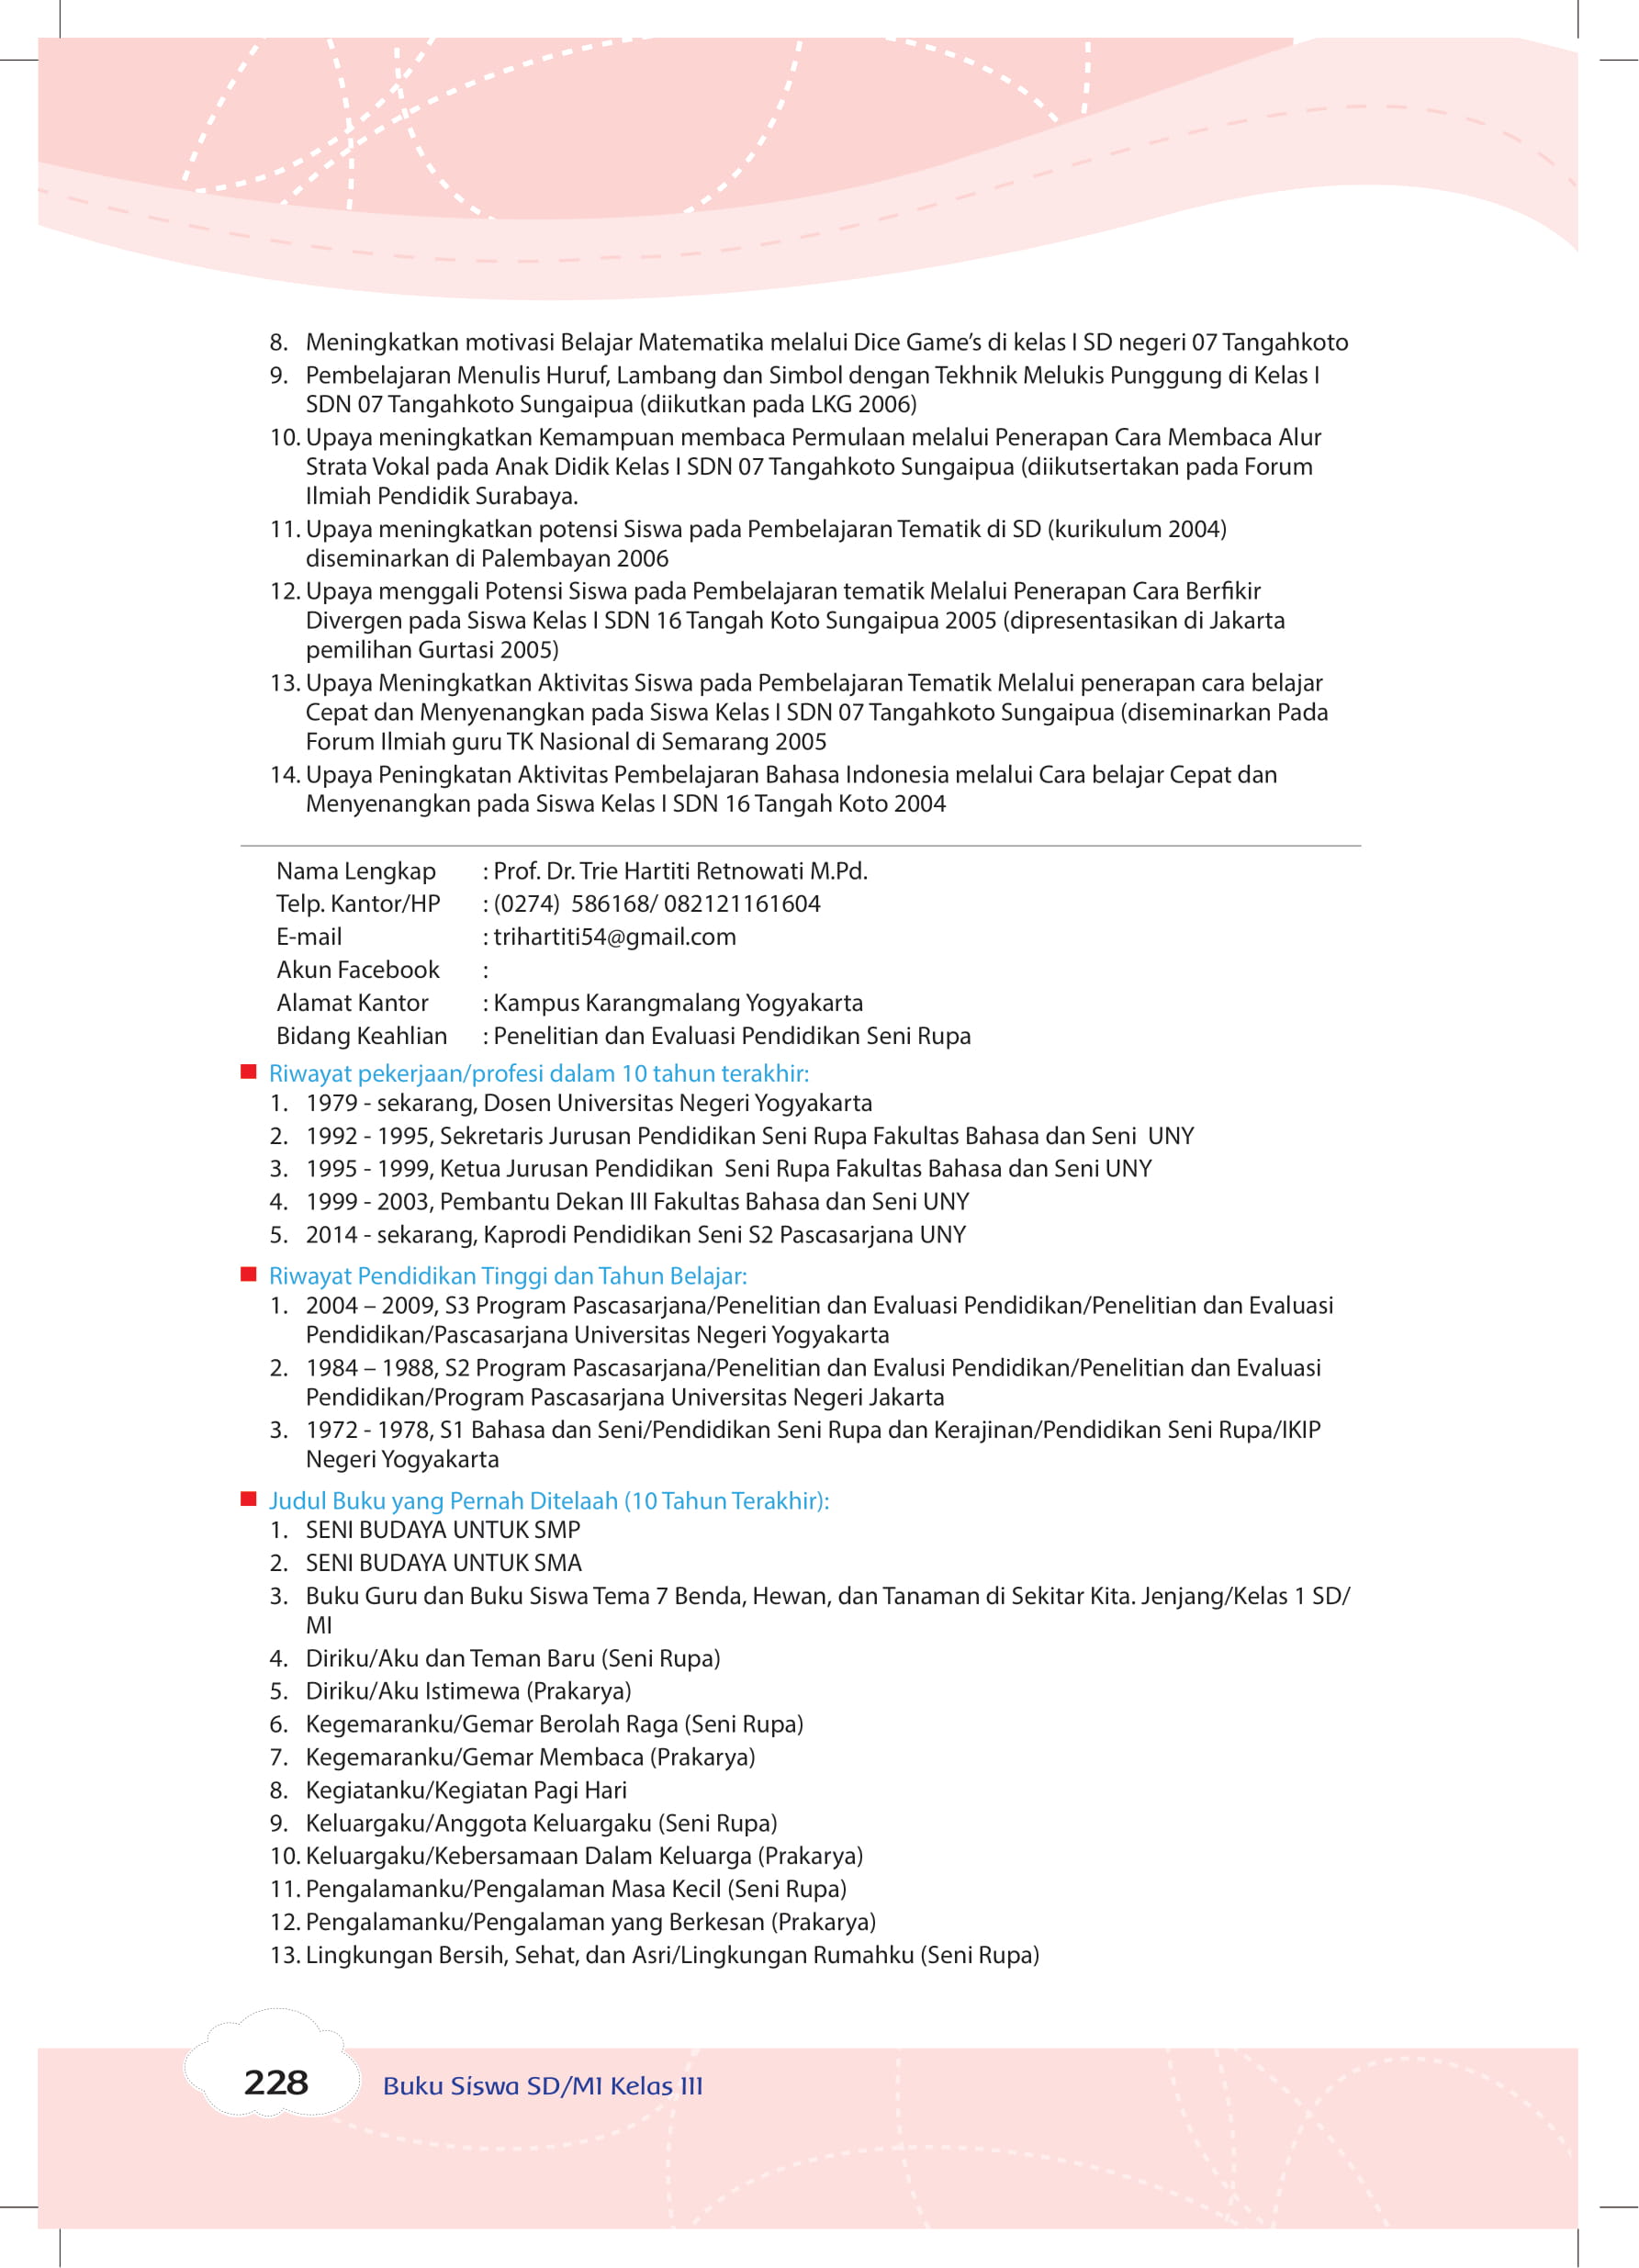 8. Meningkatkan motivasi Belajar Matematika melalui Dice Game’s di kelas I SD negeri 07 Tangahkoto
9. Pembelajaran Menulis Huruf, Lambang dan Simbol dengan Tekhnik Melukis Punggung di Kelas I
SDN 07 Tangahkoto Sungaipua (diikutkan pada LKG 2006)
10. Upaya meningkatkan Kemampuan membaca Permulaan melalui Penerapan Cara Membaca Alur
Strata Vokal pada Anak Didik Kelas I SDN 07 Tangahkoto Sungaipua (diikutsertakan pada Forum
Ilmiah Pendidik Surabaya.
11. Upaya meningkatkan potensi Siswa pada Pembelajaran Tematik di SD (kurikulum 2004)
diseminarkan di Palembayan 2006
12. Upaya menggali Potensi Siswa pada Pembelajaran tematik Melalui Penerapan Cara Berfikir
Divergen pada Siswa Kelas I SDN 16 Tangah Koto Sungaipua 2005 (dipresentasikan di Jakarta
pemilihan Gurtasi 2005)
13. Upaya Meningkatkan Aktivitas Siswa pada Pembelajaran Tematik Melalui penerapan cara belajar
Cepat dan Menyenangkan pada Siswa Kelas I SDN 07 Tangahkoto Sungaipua (diseminarkan Pada
Forum Ilmiah guru TK Nasional di Semarang 2005
14. Upaya Peningkatan Aktivitas Pembelajaran Bahasa Indonesia melalui Cara belajar Cepat dan
Menyenangkan pada Siswa Kelas I SDN 16 Tangah Koto 2004
Nama Lengkap : Prof. Dr. Trie Hartiti Retnowati M.Pd.
Telp. Kantor/HP : (0274) 586168/ 082121161604
E-mail : trihartiti54@gmail.com
Akun Facebook :
Alamat Kantor : Kampus Karangmalang Yogyakarta
Bidang Keahlian : Penelitian dan Evaluasi Pendidikan Seni Rupa
Riwayat pekerjaan/profesi dalam 10 tahun terakhir:
1. 1979 - sekarang, Dosen Universitas Negeri Yogyakarta
2. 1992 - 1995, Sekretaris Jurusan Pendidikan Seni Rupa Fakultas Bahasa dan Seni UNY
3. 1995 - 1999, Ketua Jurusan Pendidikan Seni Rupa Fakultas Bahasa dan Seni UNY
4. 1999 - 2003, Pembantu Dekan III Fakultas Bahasa dan Seni UNY
5. 2014 - sekarang, Kaprodi Pendidikan Seni S2 Pascasarjana UNY
Riwayat Pendidikan Tinggi dan Tahun Belajar:
1. 2004 – 2009, S3 Program Pascasarjana/Penelitian dan Evaluasi Pendidikan/Penelitian dan Evaluasi
Pendidikan/Pascasarjana Universitas Negeri Yogyakarta
2. 1984 – 1988, S2 Program Pascasarjana/Penelitian dan Evalusi Pendidikan/Penelitian dan Evaluasi
Pendidikan/Program Pascasarjana Universitas Negeri Jakarta
3. 1972 - 1978, S1 Bahasa dan Seni/Pendidikan Seni Rupa dan Kerajinan/Pendidikan Seni Rupa/IKIP
Negeri Yogyakarta
Judul Buku yang Pernah Ditelaah (10 Tahun Terakhir):
1. SENI BUDAYA UNTUK SMP
2. SENI BUDAYA UNTUK SMA
3. Buku Guru dan Buku Siswa Tema 7 Benda, Hewan, dan Tanaman di Sekitar Kita. Jenjang/Kelas 1 SD/
MI
4. Diriku/Aku dan Teman Baru (Seni Rupa)
5. Diriku/Aku Istimewa (Prakarya)
6. Kegemaranku/Gemar Berolah Raga (Seni Rupa)
7. Kegemaranku/Gemar Membaca (Prakarya)
8. Kegiatanku/Kegiatan Pagi Hari
9. Keluargaku/Anggota Keluargaku (Seni Rupa)
10. Keluargaku/Kebersamaan Dalam Keluarga (Prakarya)
11. Pengalamanku/Pengalaman Masa Kecil (Seni Rupa)
12. Pengalamanku/Pengalaman yang Berkesan (Prakarya)
13. Lingkungan Bersih, Sehat, dan Asri/Lingkungan Rumahku (Seni Rupa)
228 Buku Siswa SD/MI Kelas III